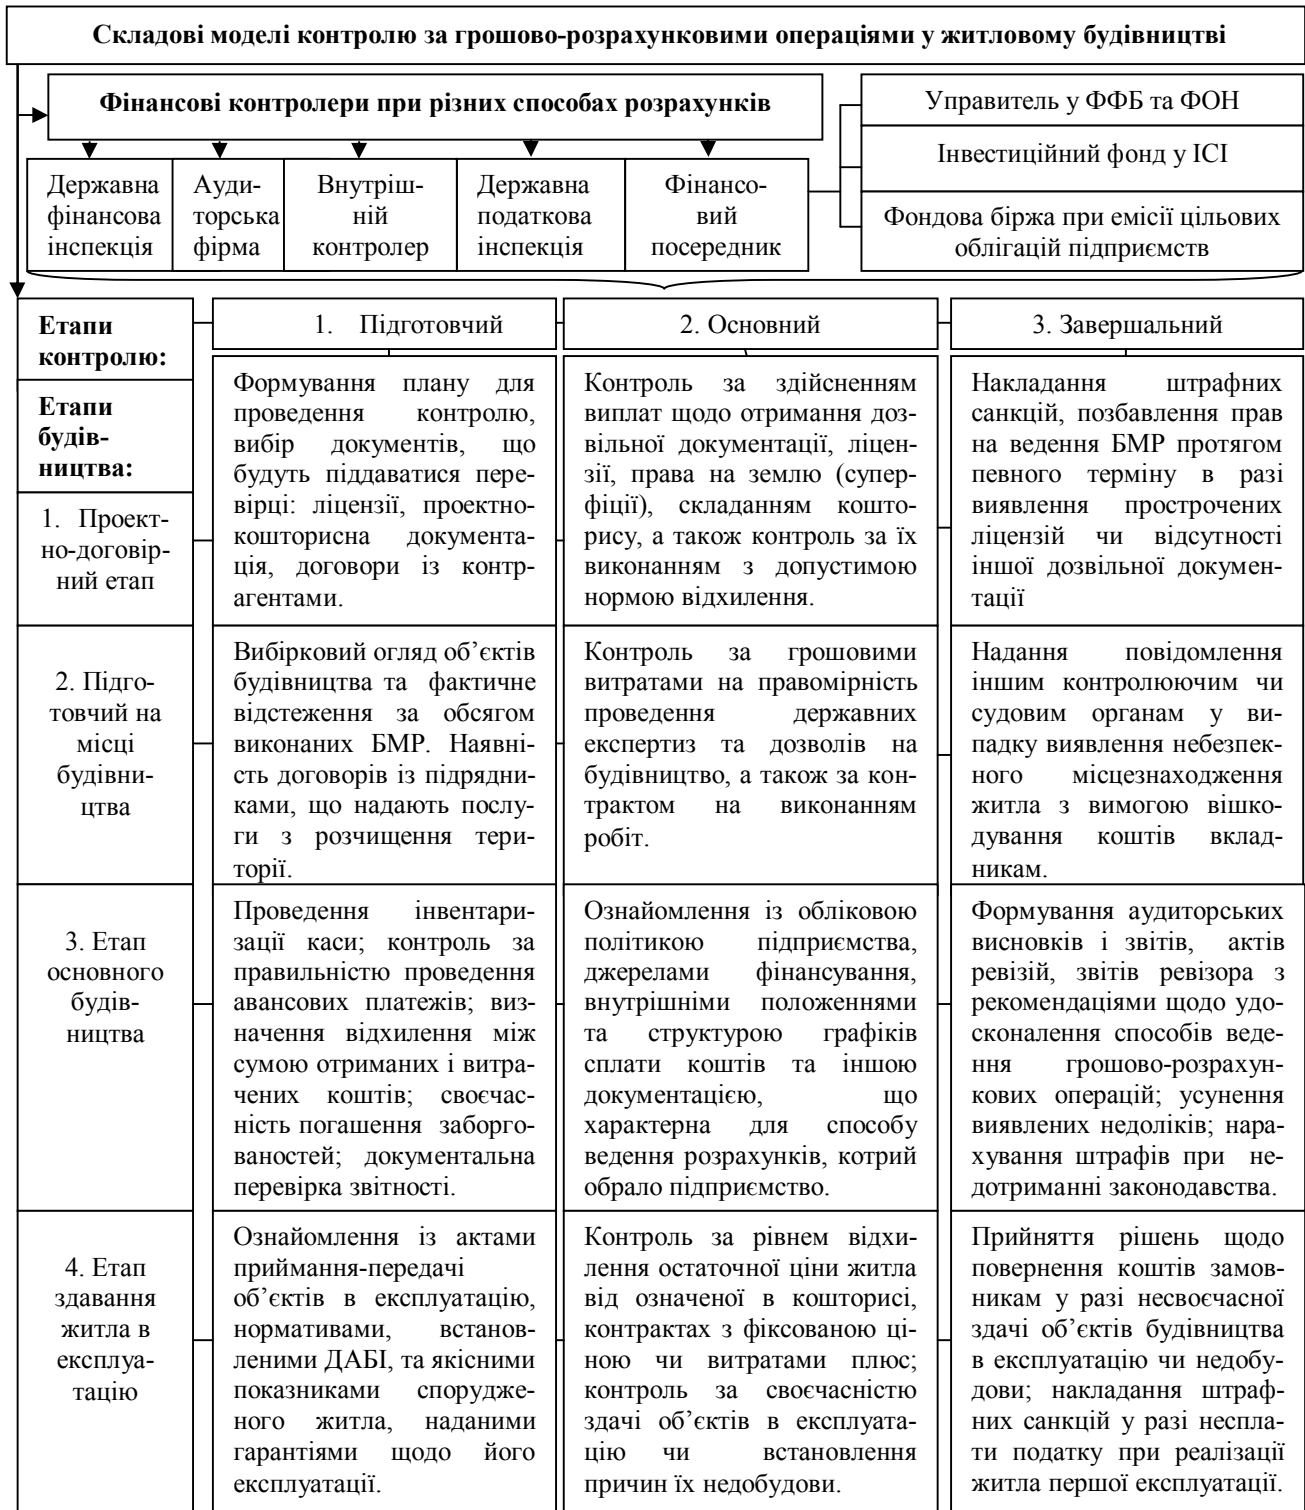 Складові моделі контролю за грошово-розрахунковими операціями у житловому будівництві
Фінансові контролери при різних способах розрахунків
Управитель у ФФБ та ФОН
Інвестиційний фонд у ІСІ
Фондова біржа при емісії цільових
облігацій підприємств
Державна
фінансова
інспекція
Ауди-
торська
фірма
Внутріш-
ній
контролер
Державна
податкова
інспекція
Фінансо-
вий
посередник
Етапи
контролю:
1. Підготовчий
2. Основний
3. Завершальний
Етапи
будів-
ництва:
1. Проект-
но-договір-
ний етап
Формування плану для
проведення контролю,
вибір документів, що
будуть піддаватися пере-
вірці: ліцензії, проектно-
кошторисна документа-
ція, договори із контр-
агентами.
Контроль за здійсненням
виплат щодо отримання доз-
вільної документації, ліцен-
зії, права на землю (супер-
фіції), складанням кошто-
рису, а також контроль за їх
виконанням з допустимою
нормою відхилення.
Накладання штрафних
санкцій, позбавлення прав
на ведення БМР протягом
певного терміну в разі
виявлення прострочених
ліцензій чи відсутності
іншої дозвільної докумен-
тації
2. Підго-
товчий на
місці
будівни-
цтва
Вибірковий огляд об’єктів
будівництва та фактичне
відстеження за обсягом
виконаних БМР. Наявні-
сть договорів із підрядни-
ками, що надають послу-
ги з розчищення тери-
торії.
Контроль за грошовими
витратами на правомірність
проведення державних
експертиз та дозволів на
будівництво, а також за кон-
трактом на виконанням
робіт.
Надання повідомлення
іншим контролюючим чи
судовим органам у ви-
падку виявлення небезпек-
ного місцезнаходження
житла з вимогою вішко-
дування коштів вклад-
никам.
3. Етап
основного
будів-
ництва
Проведення інвентари-
зації каси; контроль за
правильністю проведення
авансових платежів; виз-
начення відхилення між
сумою отриманих і витра-
чених коштів; своєчас-
ність погашення заборго-
ваностей; документальна
перевірка звітності.
Ознайомлення із обліковою
політикою підприємства,
джерелами фінансування,
внутрішніми положеннями
та структурою графіків
сплати коштів та іншою
документацією, що
характерна для способу
ведення розрахунків, котрий
обрало підприємство.
Формування аудиторських
висновків і звітів, актів
ревізій, звітів ревізора з
рекомендаціями щодо удо-
сконалення способів веде-
ння грошово-розрахун-
кових операцій; усунення
виявлених недоліків; нара-
хування штрафів при не-
дотриманні законодавства.
4. Етап
здавання
житла в
експлуа-
тацію
Ознайомлення із актами
приймання-передачі
об’єктів в експлуатацію,
нормативами, встанов-
леними ДАБІ, та якісними
показниками спорудже-
ного житла, наданими
гарантіями щодо його
експлуатації.
Контроль за рівнем відхи-
лення остаточної ціни житла
від означеної в кошторисі,
контрактах з фіксованою ці-
ною чи витратами плюс;
контроль за своєчасністю
здачі об’єктів в експлуата-
цію чи встановлення
причин їх недобудови.
Прийняття рішень щодо
повернення коштів замов-
никам у разі несвоєчасної
здачі об’єктів будівництва
в експлуатацію чи недобу-
дови; накладання штраф-
них санкцій у разі неспла-
ти податку при реалізації
житла першої експлуатації.